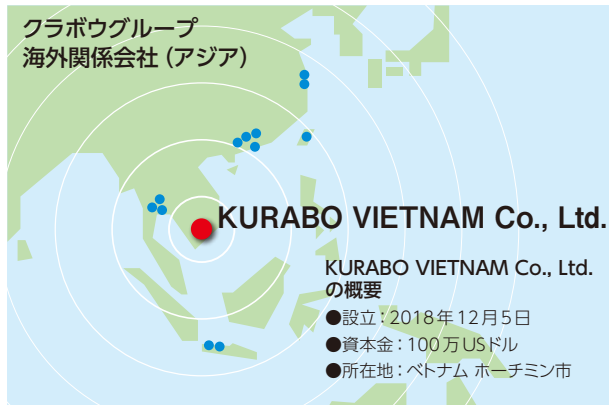 クラボウグループ
海外関係会社（アジア）
KURABO VIETNAM Co., Ltd.
KURABO VIETNAM Co., Ltd.
の概要
●設立：2018年12月5日
●資本金：100万USドル
●所在地：ベトナム ホーチミン市